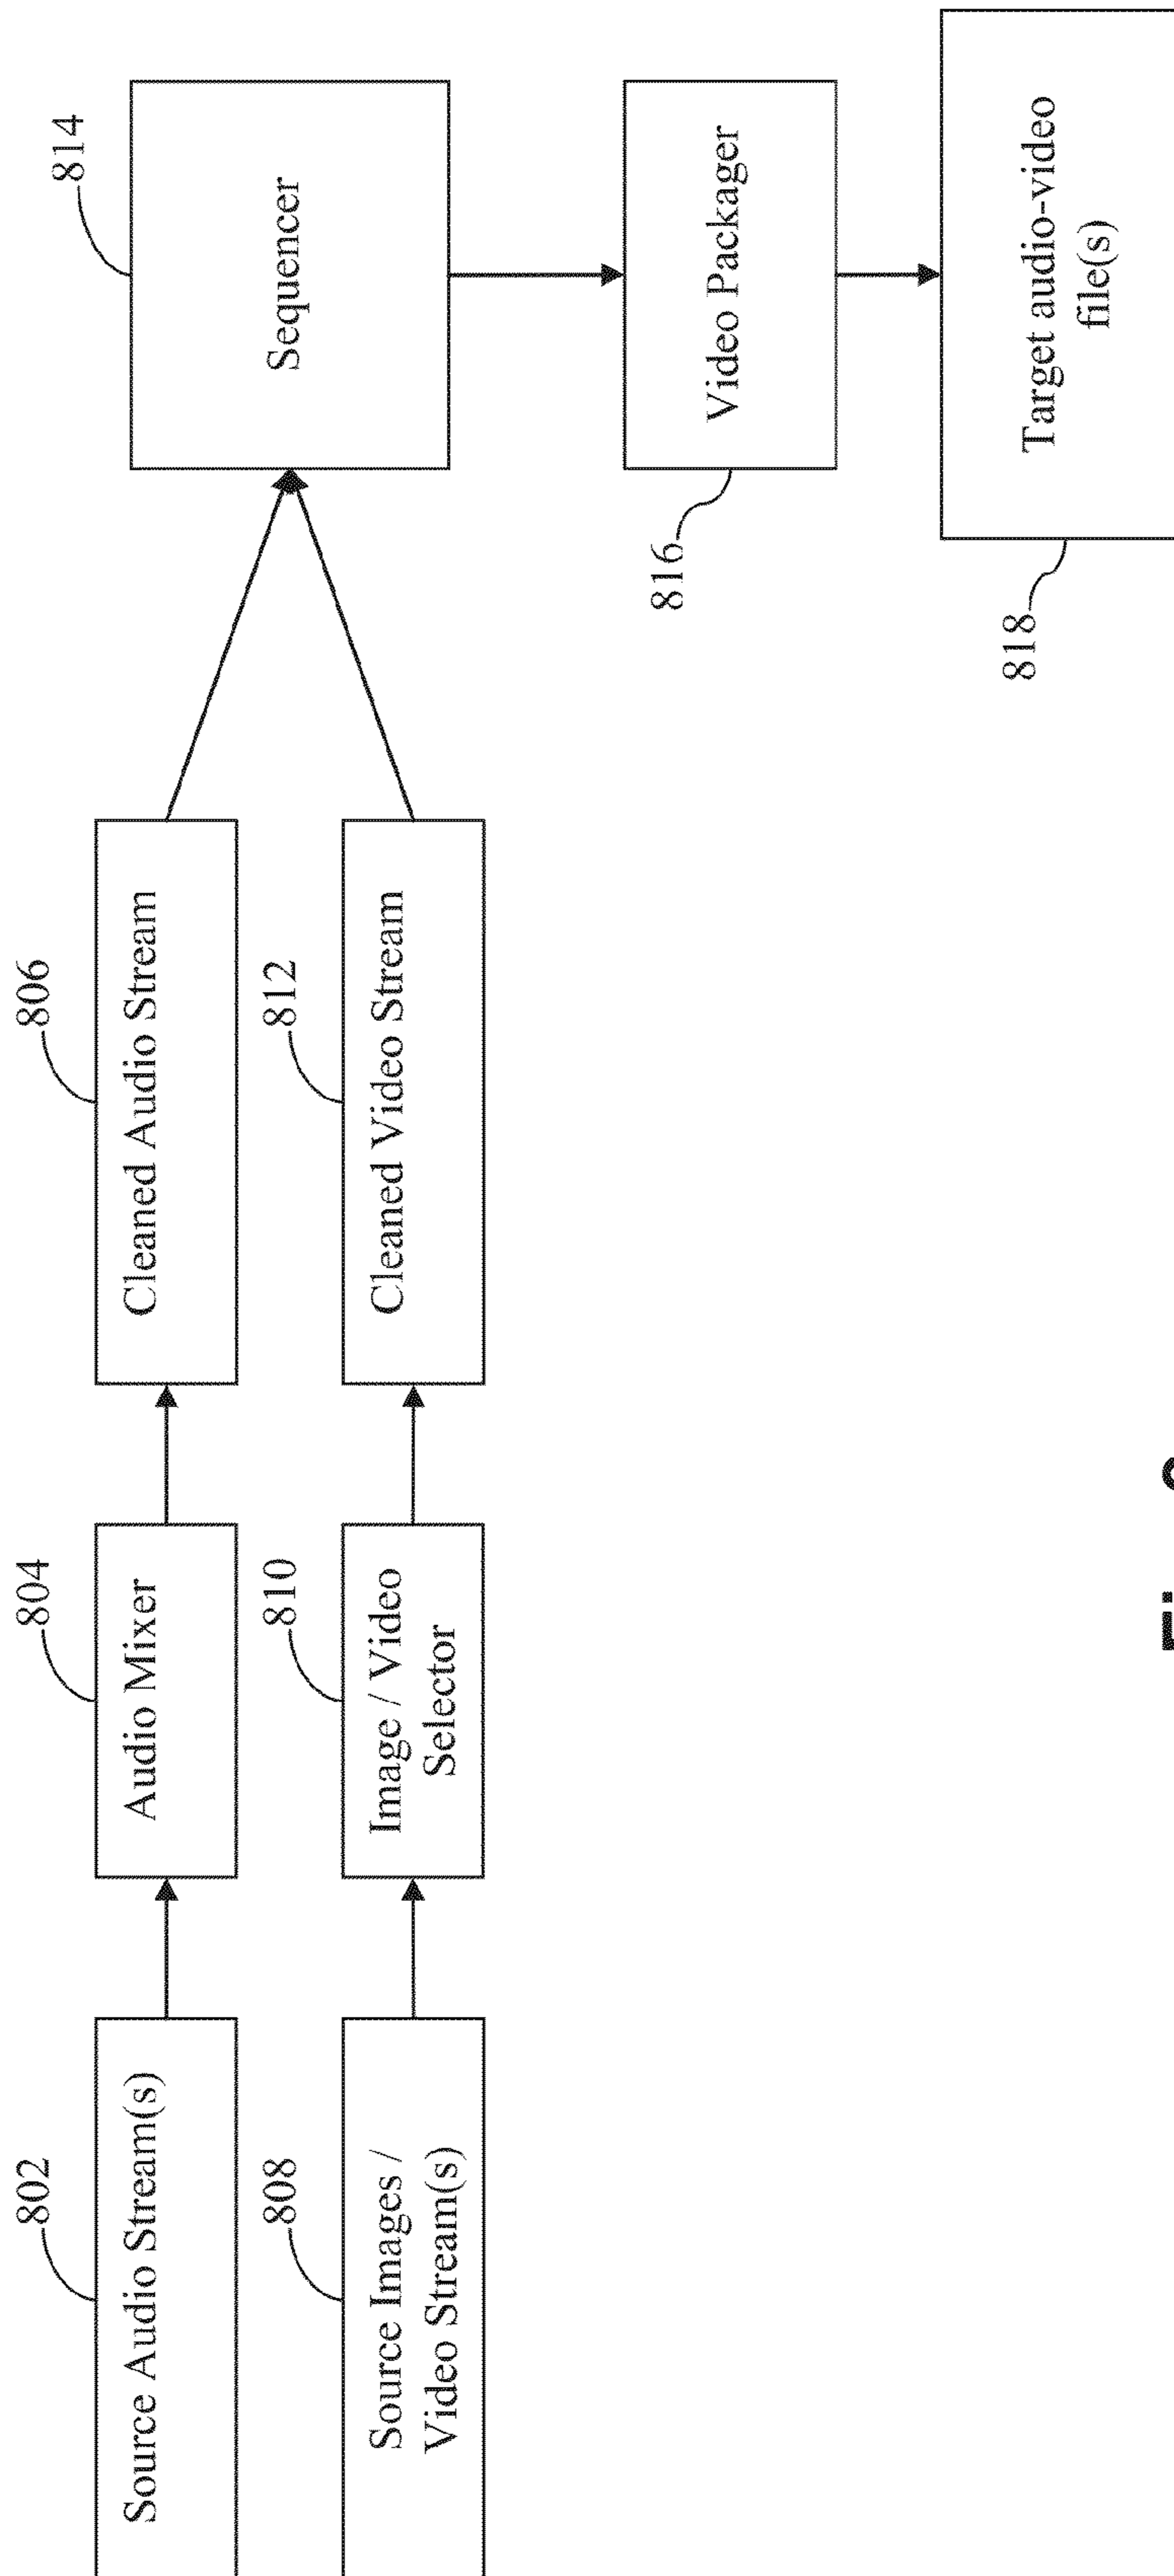 802
Source Audio Stream(s)
804
Audio Mixer
806
Cleaned Audio Stream
808
Source Images /
Video Stream(s)
810
Image / Video
Selector
812
Cleaned Video Stream
814
Sequencer
816
Video Packager
818
Target audio-video
file(s)